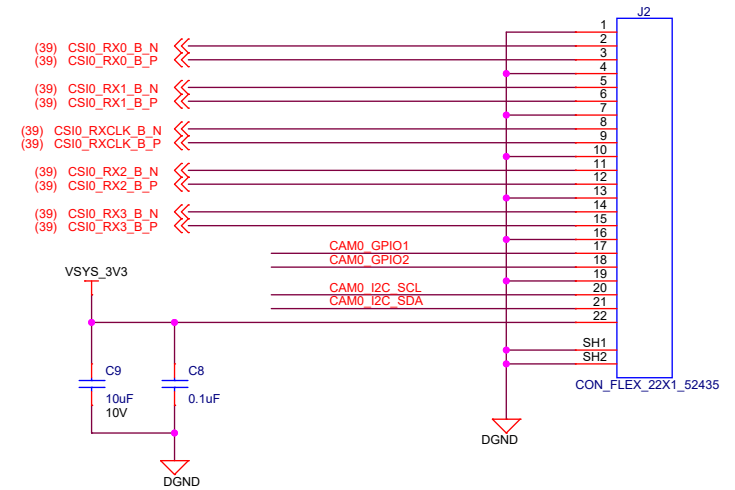 J2
1
(39) CSI0_RX0_B_N 2
(39) CSI0_RX0_B_P 3
4
(39) CSI0_RX1_B_N 5
(39) CSI0_RX1_B_P 6
7
(39) CSI0_RXCLK_B_N 8
(39) CSI0_RXCLK_B_P 9
10
(39) CSI0_RX2_B_N 11
(39) CSI0_RX2_B_P 12
13
(39) CSI0_RX3_B_N 14
(39) CSI0_RX3_B_P 15
16
CAM0_GPIO1 17
CAM0_GPIO2 18
19
CAM0_I2C_SCL 20
CAM0_I2C_SDA 21
22
VSYS_3V3
SH1
SH2
CON_FLEX_22X1_52435
C9
10uF
10V
C8
0.1uF
DGND
DGND